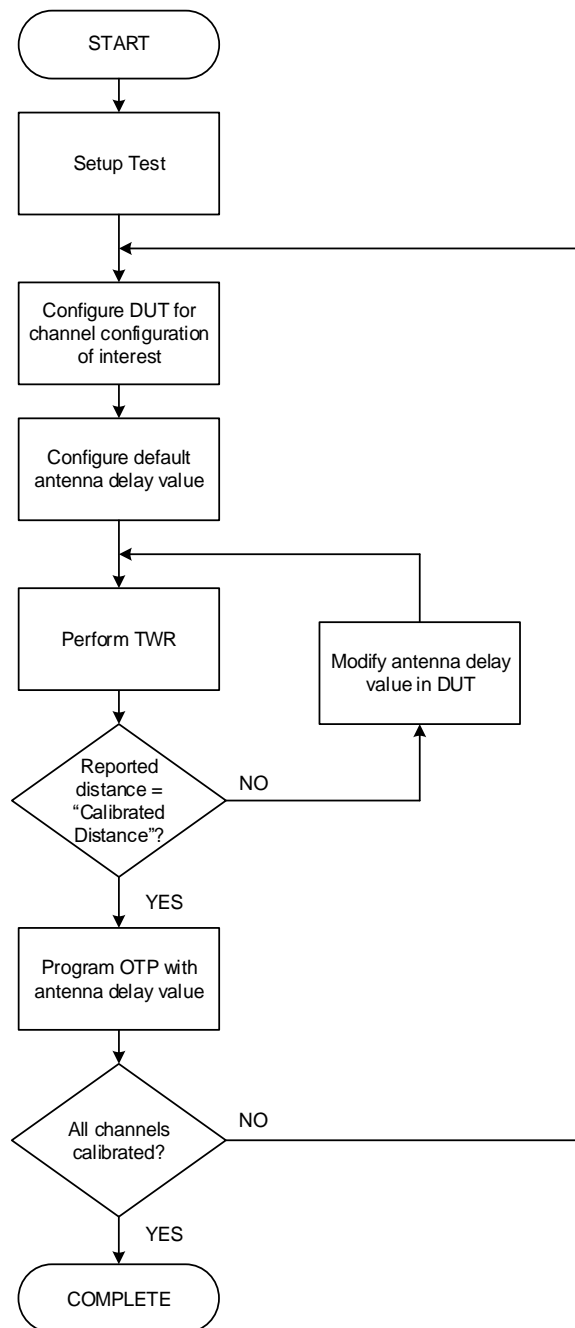 START
Setup Test
Configure DUT for
channel configuration
of interest
Configure default
antenna delay value
Perform TWR
Modify antenna delay
value in DUT
Reported
distance =
“Calibrated
Distance”?
NO
YES
Program OTP with
antenna delay value
All channels
calibrated?
NO
YES
COMPLETE